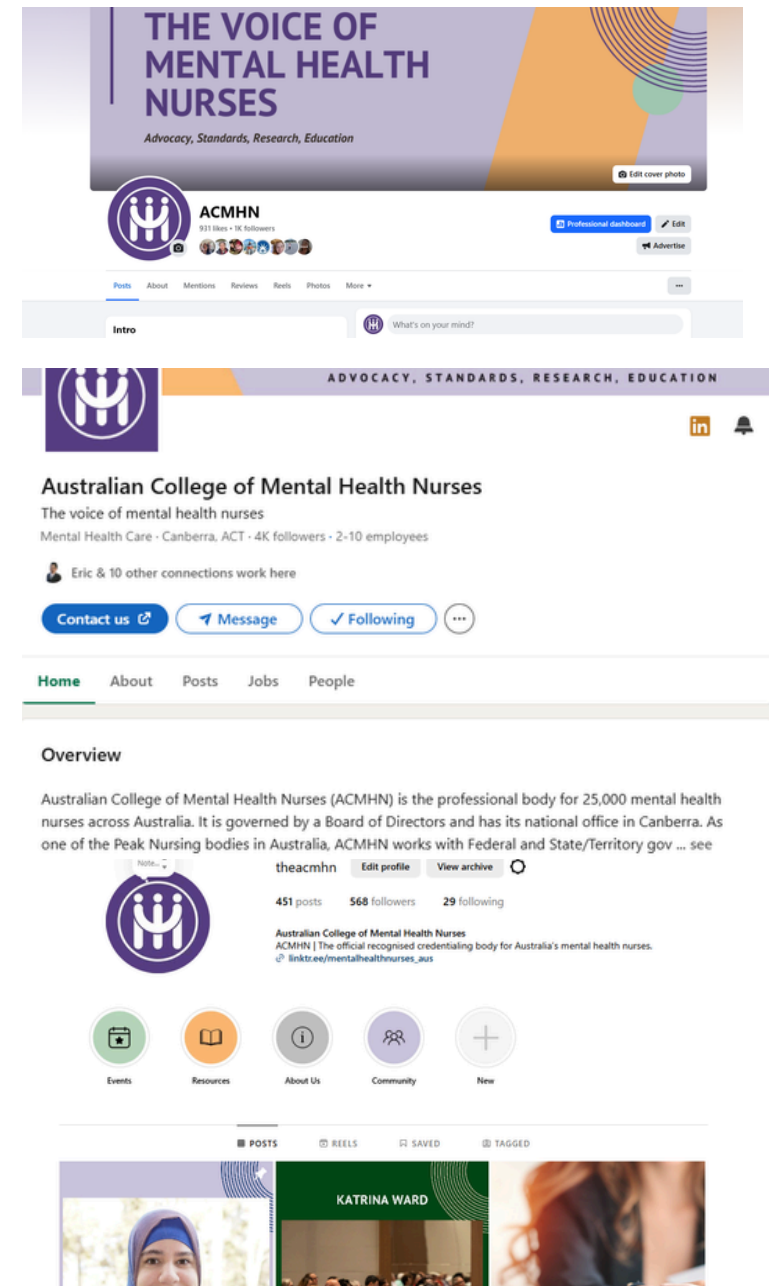 THE VOICE OF
MENTAL HEALTH
NURSES
Advocacy, Standards, Research, Education
Edit cover photo
ACMHN
931 likes • 1K followers
Professional dashboard
Edit
Advertise
Posts About Mentions Reviews Reels Photos More
Intro
What's on your mind?
ADVOCACY, STANDARDS, RESEARCH, EDUCATION
in
Australian College of Mental Health Nurses
The voice of mental health nurses
Mental Health Care · Canberra, ACT · 4K followers · 2-10 employees
Eric & 10 other connections work here
Contact us Message Following
Home About Posts Jobs People
Overview
Australian College of Mental Health Nurses (ACMHN) is the professional body for 25,000 mental health
nurses across Australia. It is governed by a Board of Directors and has its national office in Canberra. As
one of the Peak Nursing bodies in Australia, ACMHN works with Federal and State/Territory gov ... see
Note...
theacmhn Edit profile View archive
451 posts 568 followers 29 following
Australian College of Mental Health Nurses
ACMHN | The official recognised credentialing body for Australia's mental health nurses.
linktr.ee/mentalhealthnurses_aus
Events Resources About Us Community New
POSTS REELS SAVED TAGGED
KATRINA WARD